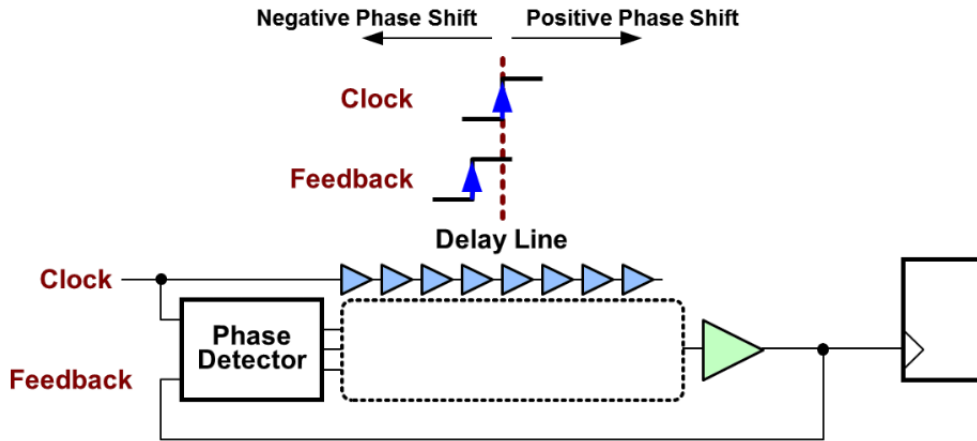 Negative Phase Shift
Positive Phase Shift
Clock
Feedback
Delay Line
Clock
Phase
Detector
Feedback